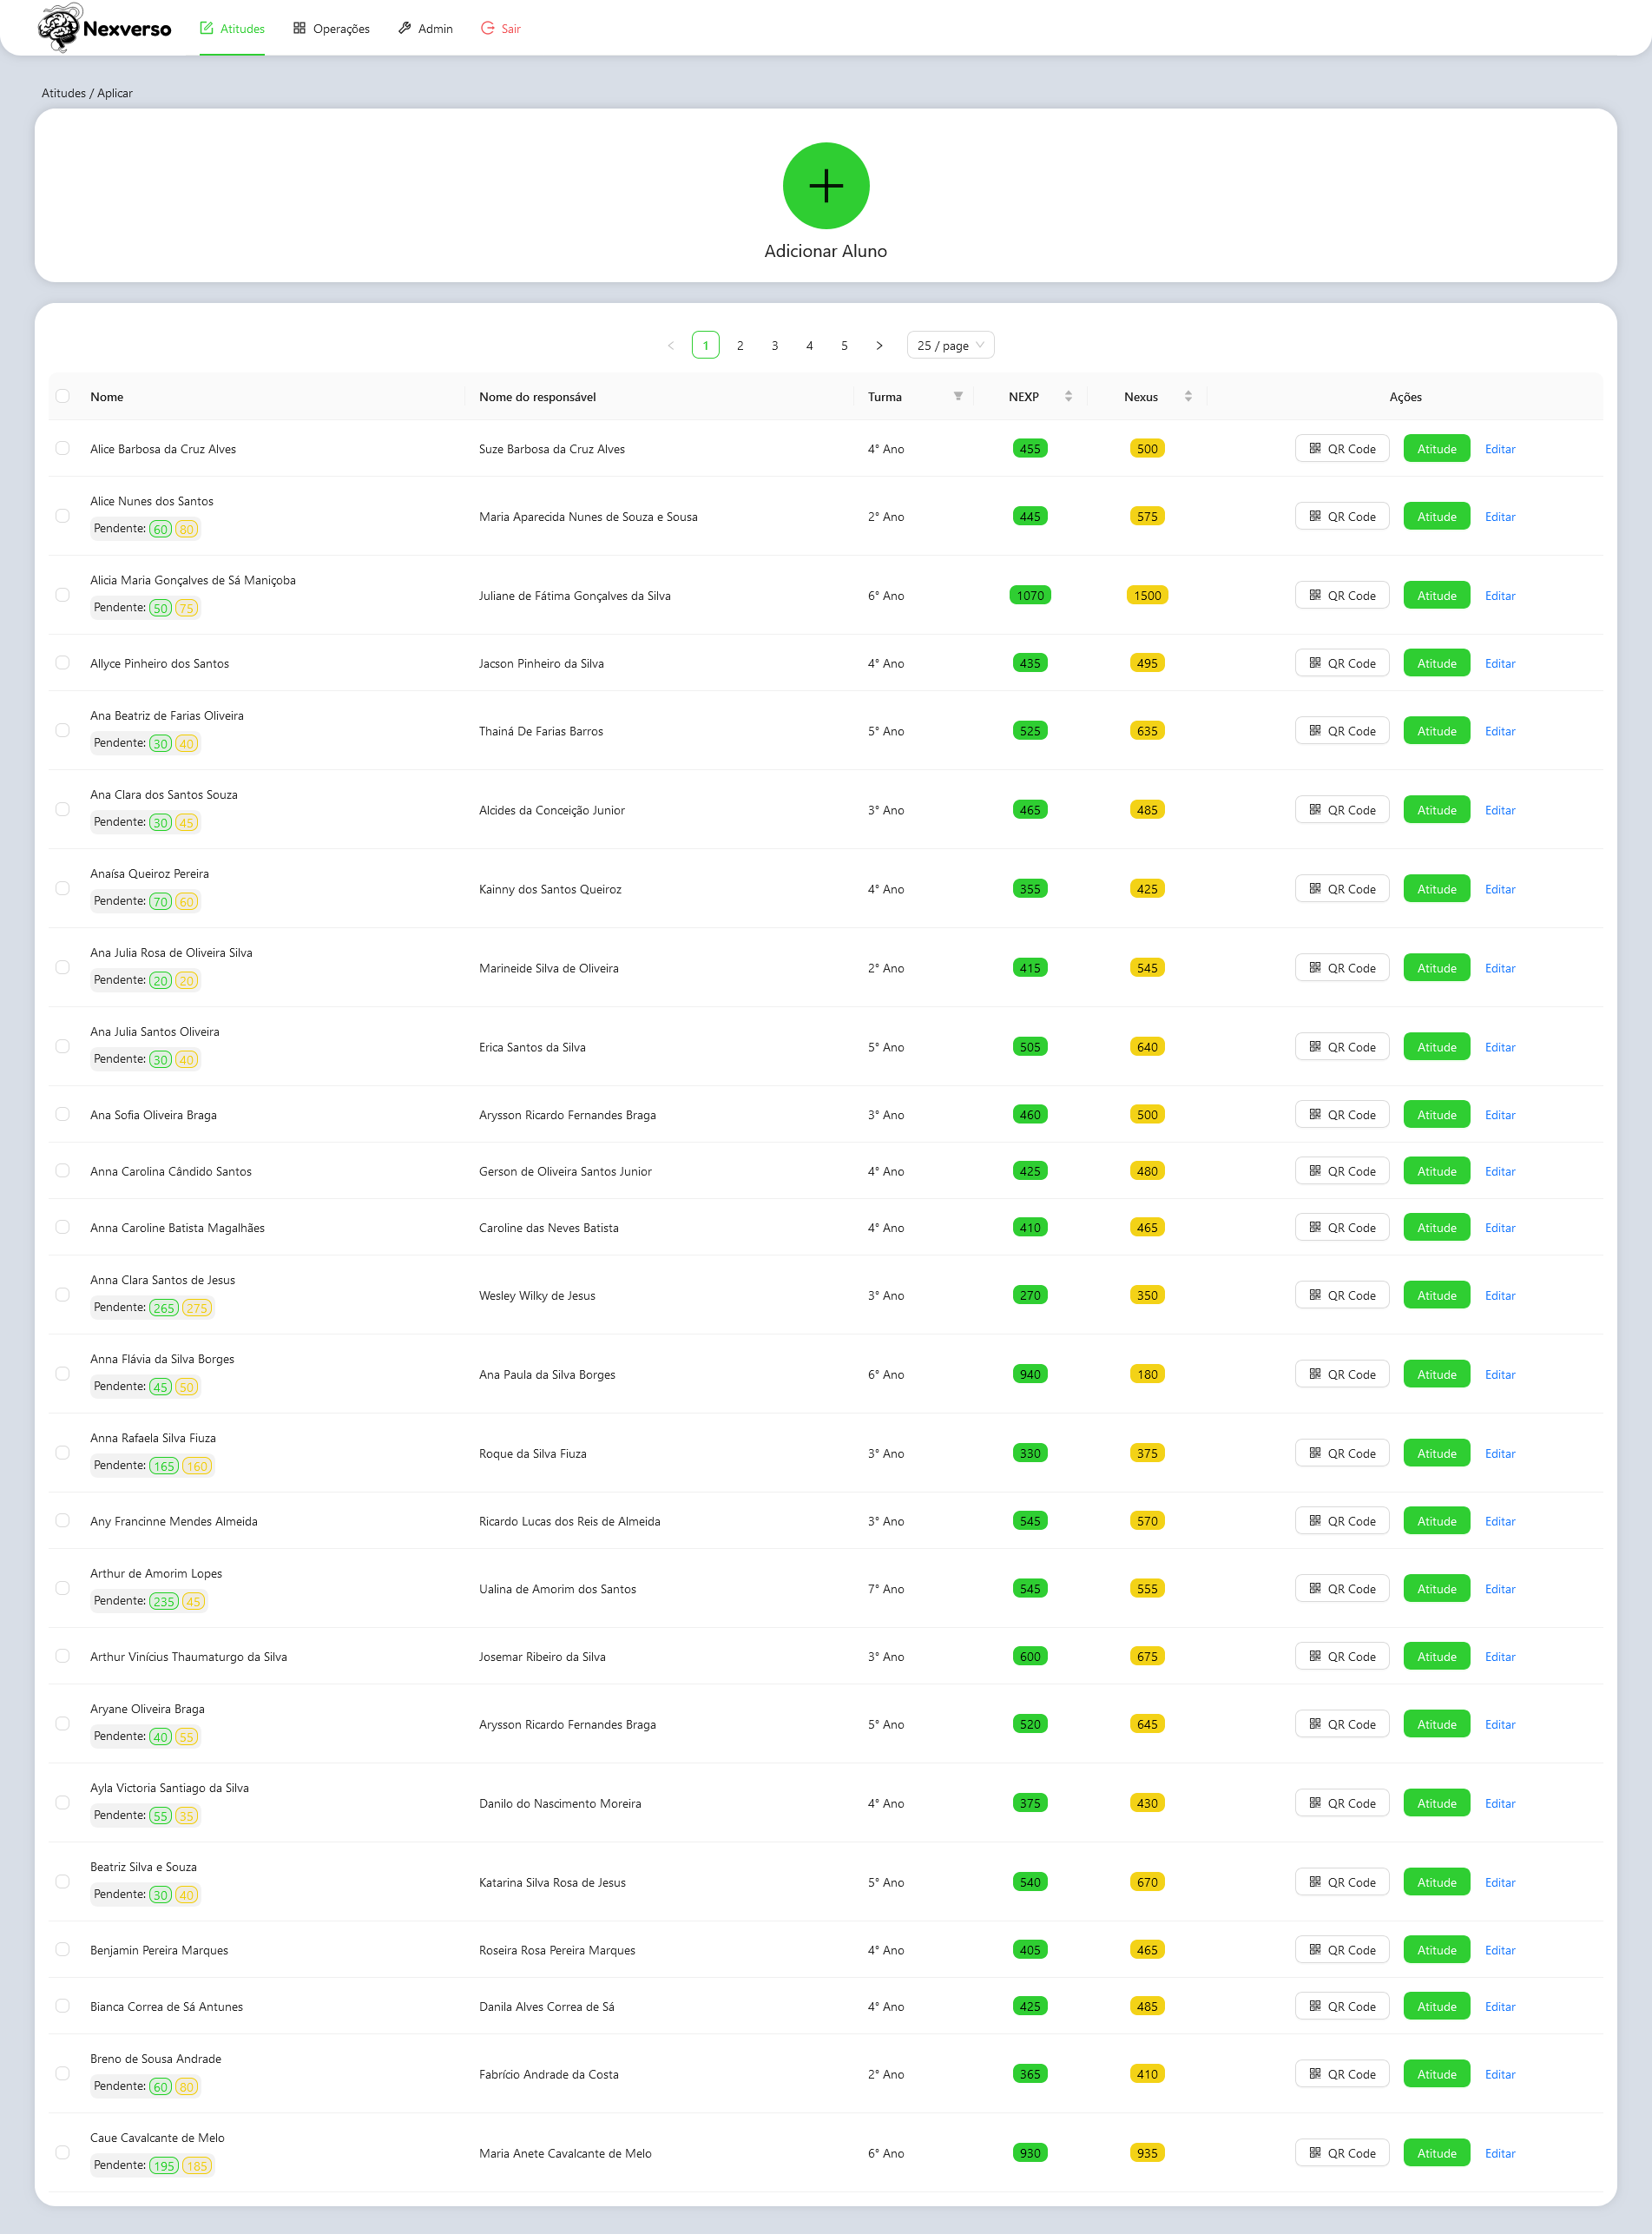 Nexverso Atitudes Operações Admin Sair
Atitudes / Aplicar
Adicionar Aluno
1 2 3 4 5 25 / page
Nome Nome do responsável Turma NEXP Nexus Ações
Alice Barbosa da Cruz Alves Suze Barbosa da Cruz Alves 4° Ano 455 500 QR Code Atitude Editar
Alice Nunes dos Santos
Pendente: 60 80
Maria Aparecida Nunes de Souza e Sousa 2° Ano 445 575 QR Code Atitude Editar
Alicia Maria Gonçalves de Sá Maniçoba
Pendente: 50 75
Juliane de Fátima Gonçalves da Silva 6° Ano 1070 1500 QR Code Atitude Editar
Allyce Pinheiro dos Santos Jacson Pinheiro da Silva 4° Ano 435 495 QR Code Atitude Editar
Ana Beatriz de Farias Oliveira
Pendente: 30 40
Thainá De Farias Barros 5° Ano 525 635 QR Code Atitude Editar
Ana Clara dos Santos Souza
Pendente: 30 45
Alcides da Conceição Junior 3° Ano 465 485 QR Code Atitude Editar
Anaísa Queiroz Pereira
Pendente: 70 60
Kainny dos Santos Queiroz 4° Ano 355 425 QR Code Atitude Editar
Ana Julia Rosa de Oliveira Silva
Pendente: 20 20
Marineide Silva de Oliveira 2° Ano 415 545 QR Code Atitude Editar
Ana Julia Santos Oliveira
Pendente: 30 40
Erica Santos da Silva 5° Ano 505 640 QR Code Atitude Editar
Ana Sofia Oliveira Braga Arysson Ricardo Fernandes Braga 3° Ano 460 500 QR Code Atitude Editar
Anna Carolina Cândido Santos Gerson de Oliveira Santos Junior 4° Ano 425 480 QR Code Atitude Editar
Anna Caroline Batista Magalhães Caroline das Neves Batista 4° Ano 410 465 QR Code Atitude Editar
Anna Clara Santos de Jesus
Pendente: 265 275
Wesley Wilky de Jesus 3° Ano 270 350 QR Code Atitude Editar
Anna Flávia da Silva Borges
Pendente: 45 50
Ana Paula da Silva Borges 6° Ano 940 180 QR Code Atitude Editar
Anna Rafaela Silva Fiuza
Pendente: 165 160
Roque da Silva Fiuza 3° Ano 330 375 QR Code Atitude Editar
Any Francinne Mendes Almeida Ricardo Lucas dos Reis de Almeida 3° Ano 545 570 QR Code Atitude Editar
Arthur de Amorim Lopes
Pendente: 235 45
Ualina de Amorim dos Santos 7° Ano 545 555 QR Code Atitude Editar
Arthur Vinícius Thaumaturgo da Silva Josemar Ribeiro da Silva 3° Ano 600 675 QR Code Atitude Editar
Aryane Oliveira Braga
Pendente: 40 55
Arysson Ricardo Fernandes Braga 5° Ano 520 645 QR Code Atitude Editar
Ayla Victoria Santiago da Silva
Pendente: 55 35
Danilo do Nascimento Moreira 4° Ano 375 430 QR Code Atitude Editar
Beatriz Silva e Souza
Pendente: 30 40
Katarina Silva Rosa de Jesus 5° Ano 540 670 QR Code Atitude Editar
Benjamin Pereira Marques Roseira Rosa Pereira Marques 4° Ano 405 465 QR Code Atitude Editar
Bianca Correa de Sá Antunes Danila Alves Correa de Sá 4° Ano 425 485 QR Code Atitude Editar
Breno de Sousa Andrade
Pendente: 60 80
Fabrício Andrade da Costa 2° Ano 365 410 QR Code Atitude Editar
Caue Cavalcante de Melo
Pendente: 195 185
Maria Anete Cavalcante de Melo 6° Ano 930 935 QR Code Atitude Editar